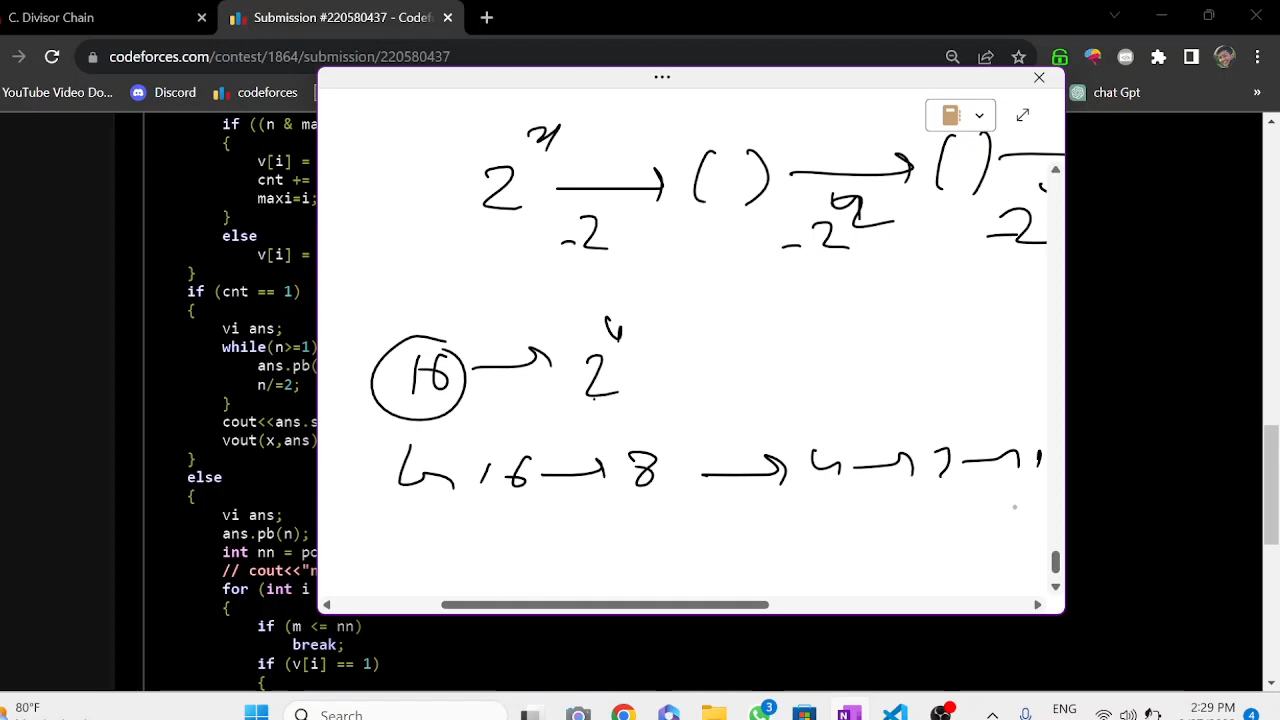 C. Divisor Chain
Submission #220580437 - Codef
codeforces.com/contest/1864/submission/220580437
YouTube Video Do... Discord codeforces chat Gpt »
if ((n & ma
{
v[i] =
cnt +=
maxi=i;
}
else
v[i] =
}
if (cnt == 1)
{
vi ans;
while(n>=1)
ans.pb(
n/=2;
}
cout<<ans.s
vout(x,ans)
}
else
{
vi ans;
ans.pb(n);
int nn = pc
// cout<<"n
for (int i
{
if (m <= nn)
break;
if (v[i] == 1)
{
2 → ( ) → ( )
-2 -2 -2
16 → 2^4
16 → 8 → 4 → 2 → 1
80°F
Search
3
ENG
2:29 PM
4